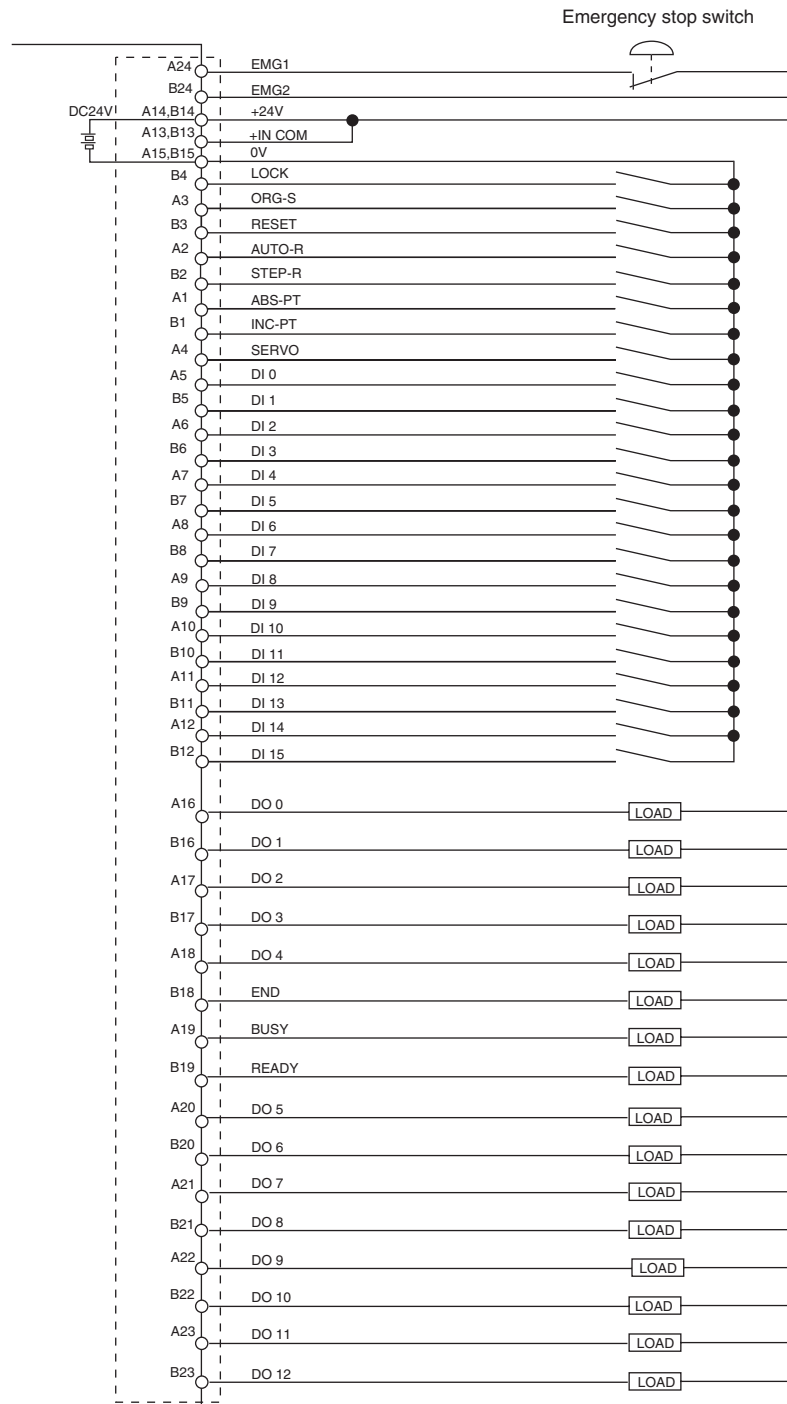 Emergency stop switch
A24 EMG1
B24 EMG2
DC24V A14,B14 +24V
A13,B13 +IN COM
A15,B15 0V
B4 LOCK
A3 ORG-S
B3 RESET
A2 AUTO-R
B2 STEP-R
A1 ABS-PT
B1 INC-PT
A4 SERVO
A5 DI 0
B5 DI 1
A6 DI 2
B6 DI 3
A7 DI 4
B7 DI 5
A8 DI 6
B8 DI 7
A9 DI 8
B9 DI 9
A10 DI 10
B10 DI 11
A11 DI 12
B11 DI 13
A12 DI 14
B12 DI 15
A16 DO 0 LOAD
B16 DO 1 LOAD
A17 DO 2 LOAD
B17 DO 3 LOAD
A18 DO 4 LOAD
B18 END LOAD
A19 BUSY LOAD
B19 READY LOAD
A20 DO 5 LOAD
B20 DO 6 LOAD
A21 DO 7 LOAD
B21 DO 8 LOAD
A22 DO 9 LOAD
B22 DO 10 LOAD
A23 DO 11 LOAD
B23 DO 12 LOAD